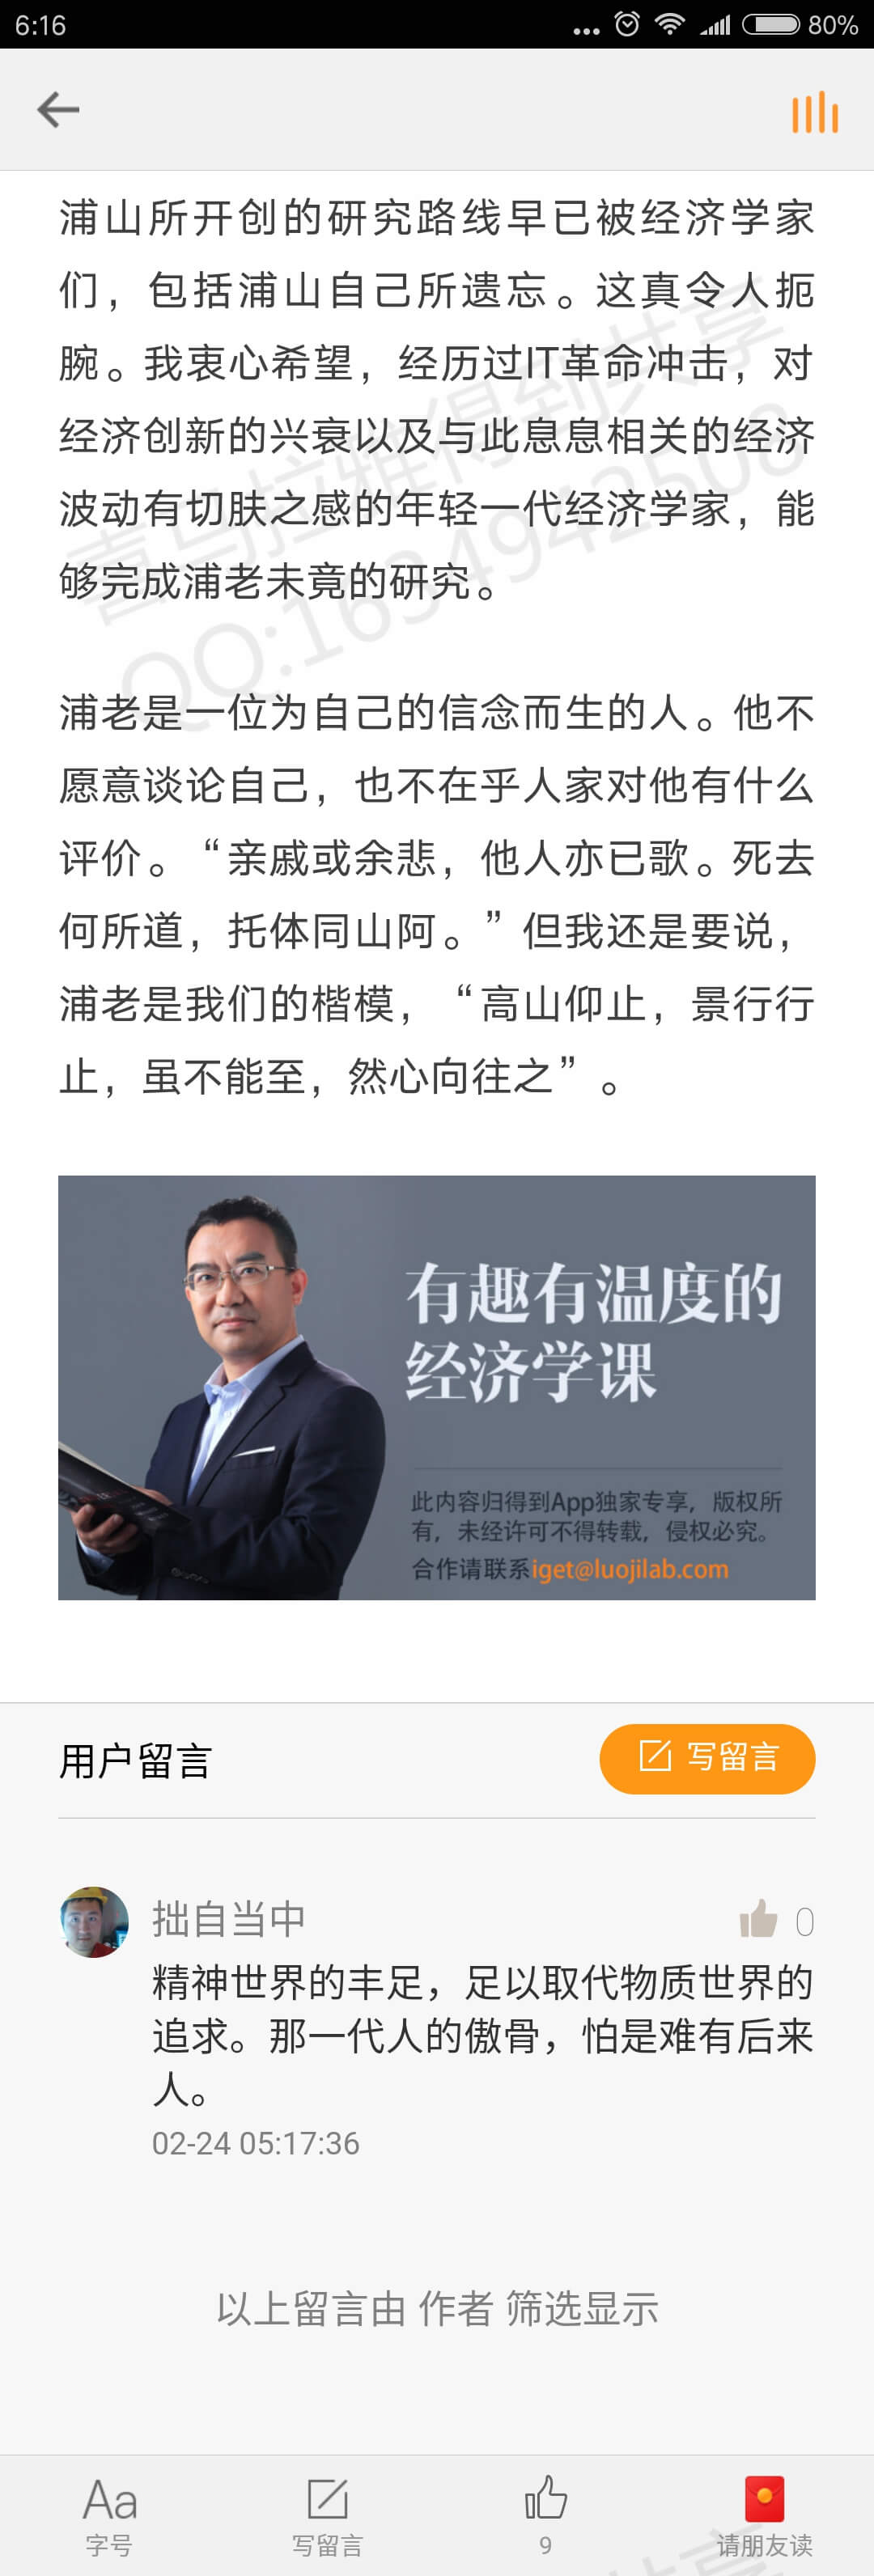 6:16
80%
浦山所开创的研究路线早已被经济学家
们，包括浦山自己所遗忘。这真令人扼
腕。我衷心希望，经历过IT革命冲击，对
经济创新的兴衰以及与此息息相关的经济
波动有切肤之感的年轻一代经济学家，能
够完成浦老未竟的研究。
喜马拉雅得到共享
QQ:1634942508
浦老是一位为自己的信念而生的人。他不
愿意谈论自己，也不在乎人家对他有什么
评价。“亲戚或余悲，他人亦已歌。死去
何所道，托体同山阿。”但我还是要说，
浦老是我们的楷模，“高山仰止，景行行
止，虽不能至，然心向往之”。
有趣有温度的
经济学课
此内容归得到App独家专享，版权所
有，未经许可不得转载，侵权必究。
合作请联系iget@luojilab.com
用户留言
写留言
拙自当中
0
精神世界的丰足，足以取代物质世界的
追求。那一代人的傲骨，怕是难有后来
人。
02-24 05:17:36
以上留言由 作者 筛选显示
Aa
字号
写留言
9
请朋友读
共享